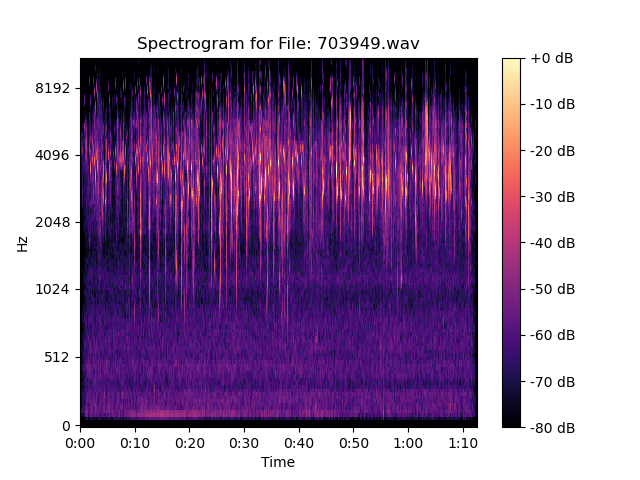 Spectrogram for File: 703949.wav
8192
4096
2048
1024
512
0
Hz
0:00 0:10 0:20 0:30 0:40 0:50 1:00 1:10
Time
+0 dB
-10 dB
-20 dB
-30 dB
-40 dB
-50 dB
-60 dB
-70 dB
-80 dB